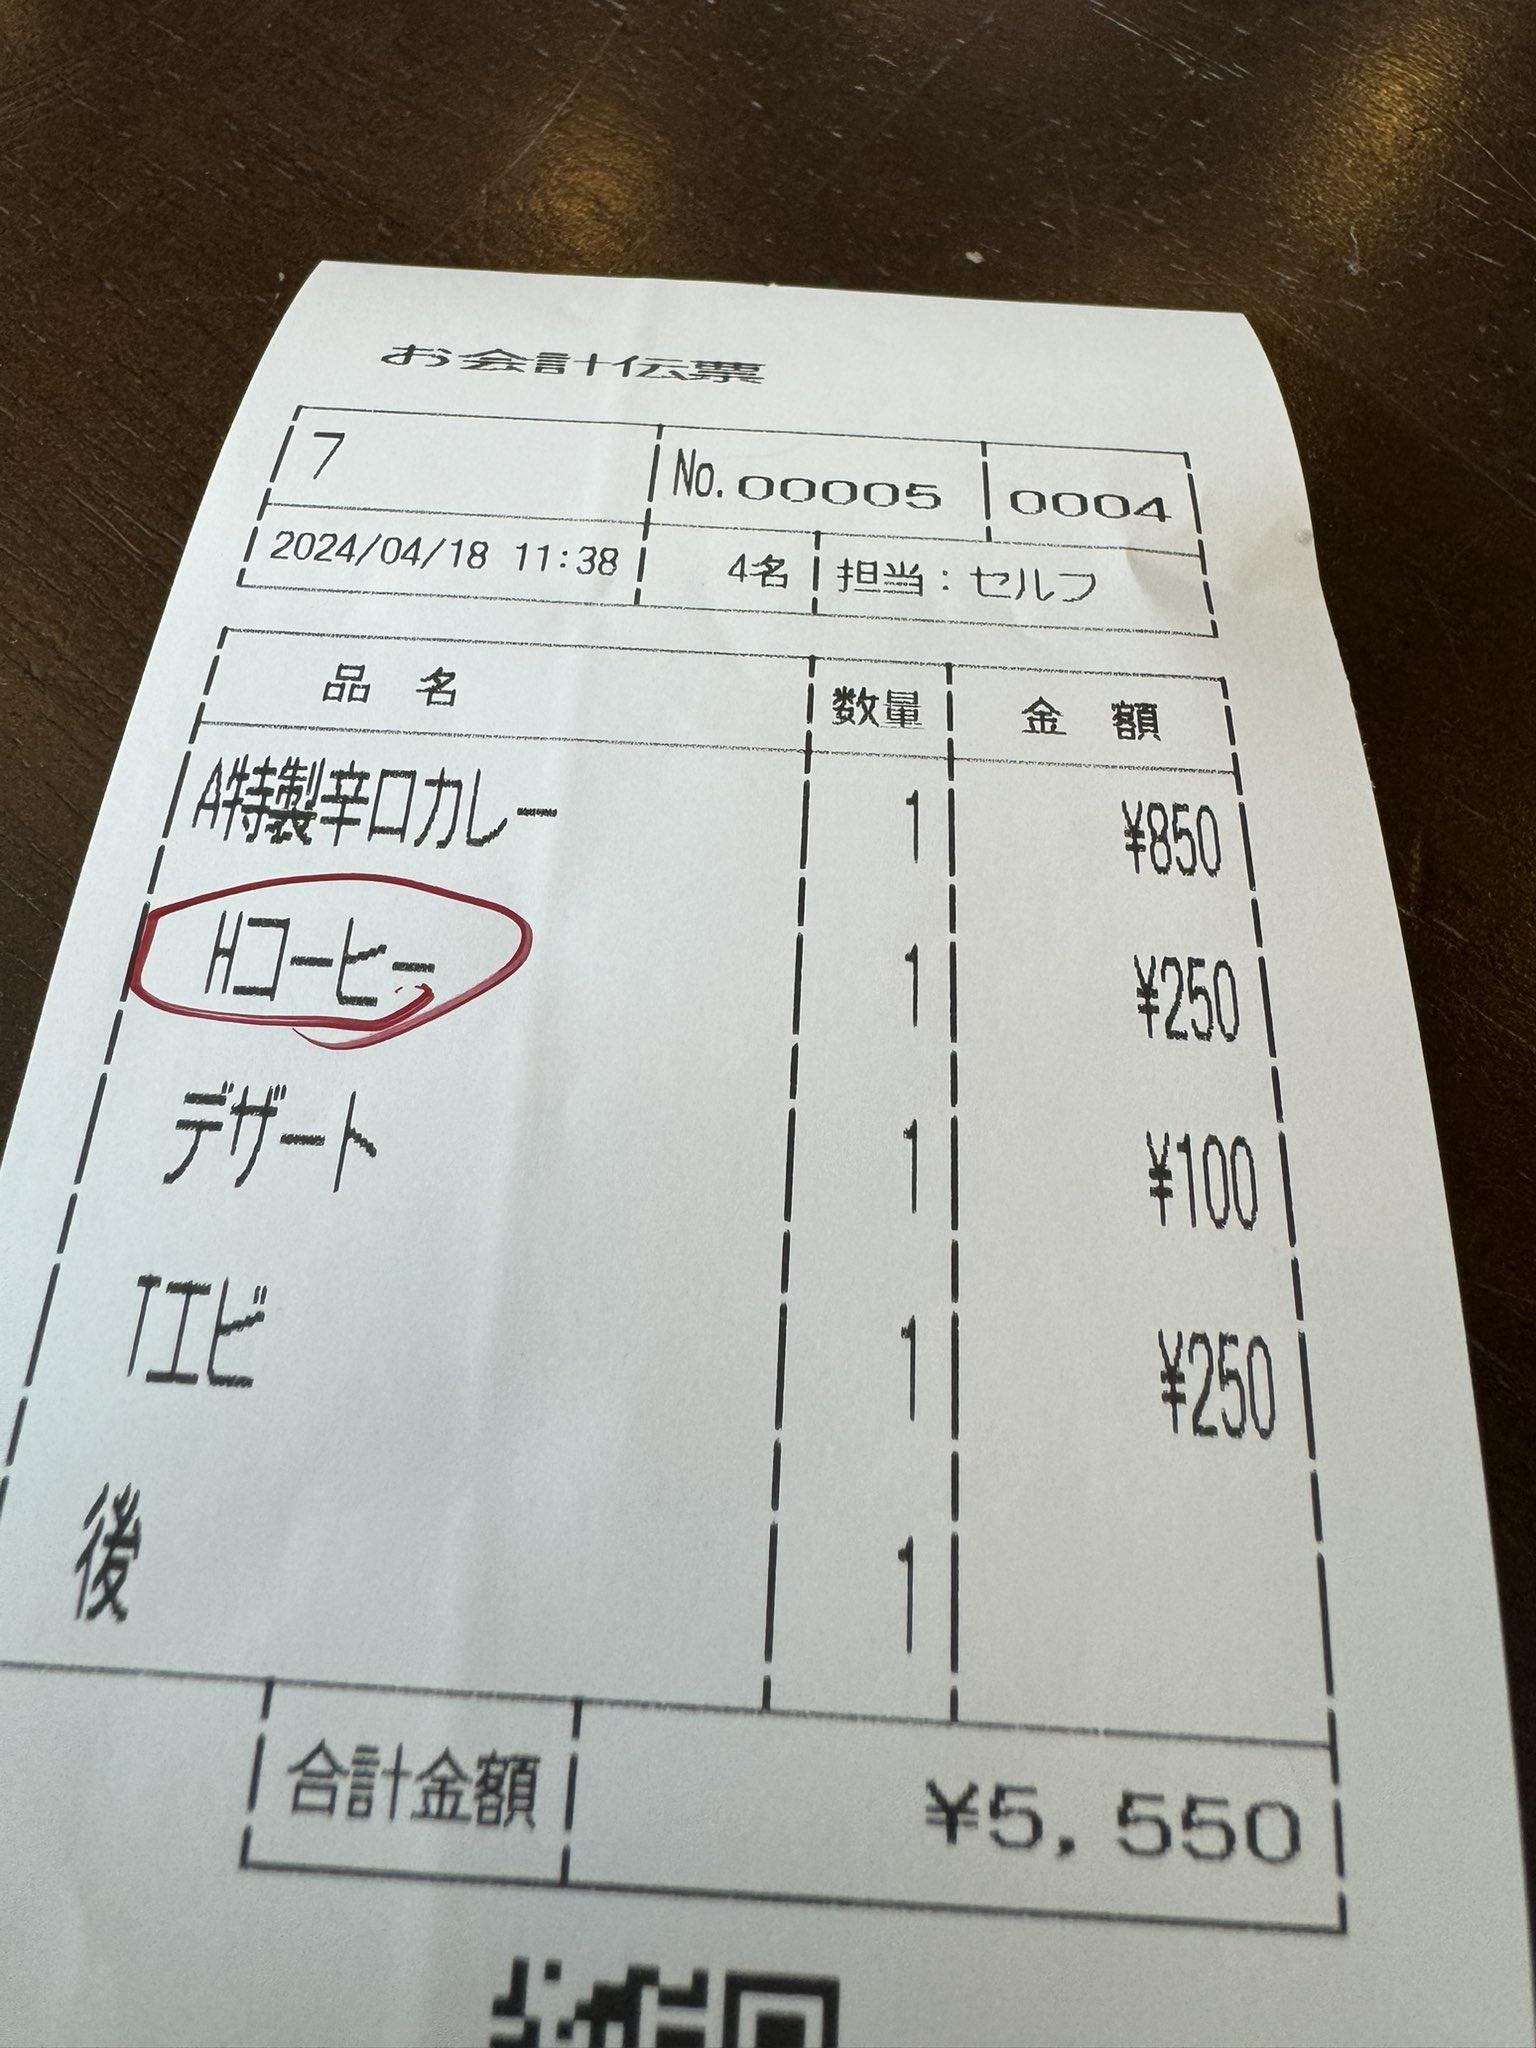 お会計伝票
7 No.00005 0004
2024/04/18 11:38 4名 担当:セルフ
品 名 数量 金 額
A特製辛口カレー 1 ¥850
Hコーヒー 1 ¥250
デザート 1 ¥100
Tエビ 1 ¥250
後 1
合計金額 ¥5,550